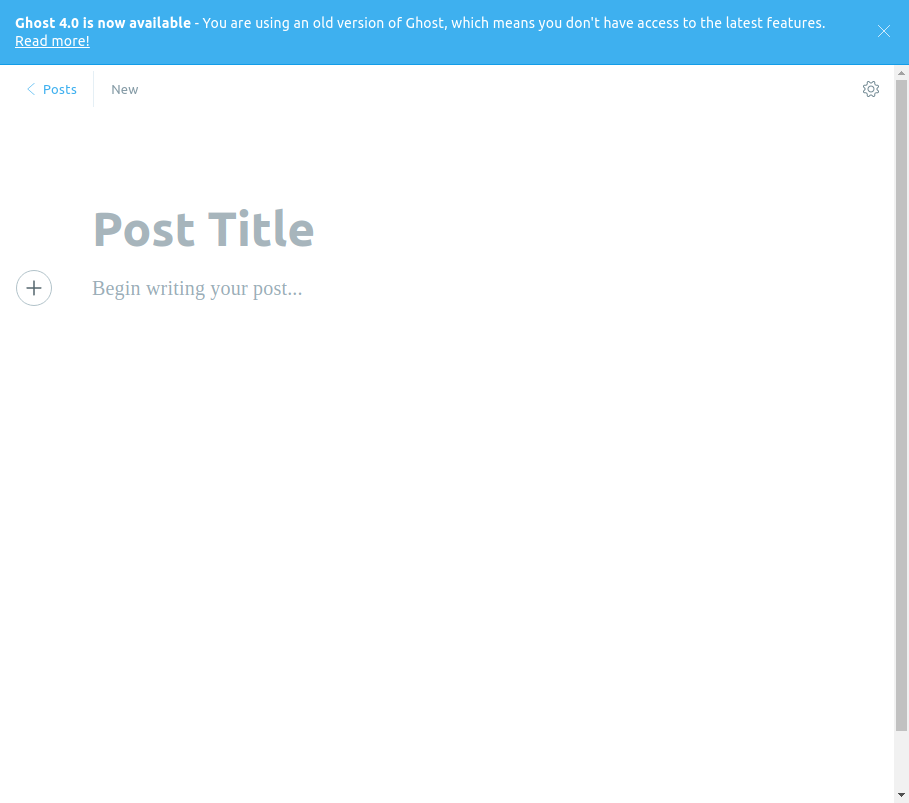 Ghost 4.0 is now available - You are using an old version of Ghost, which means you don't have access to the latest features.
Read more!
Posts
New
Post Title
Begin writing your post...